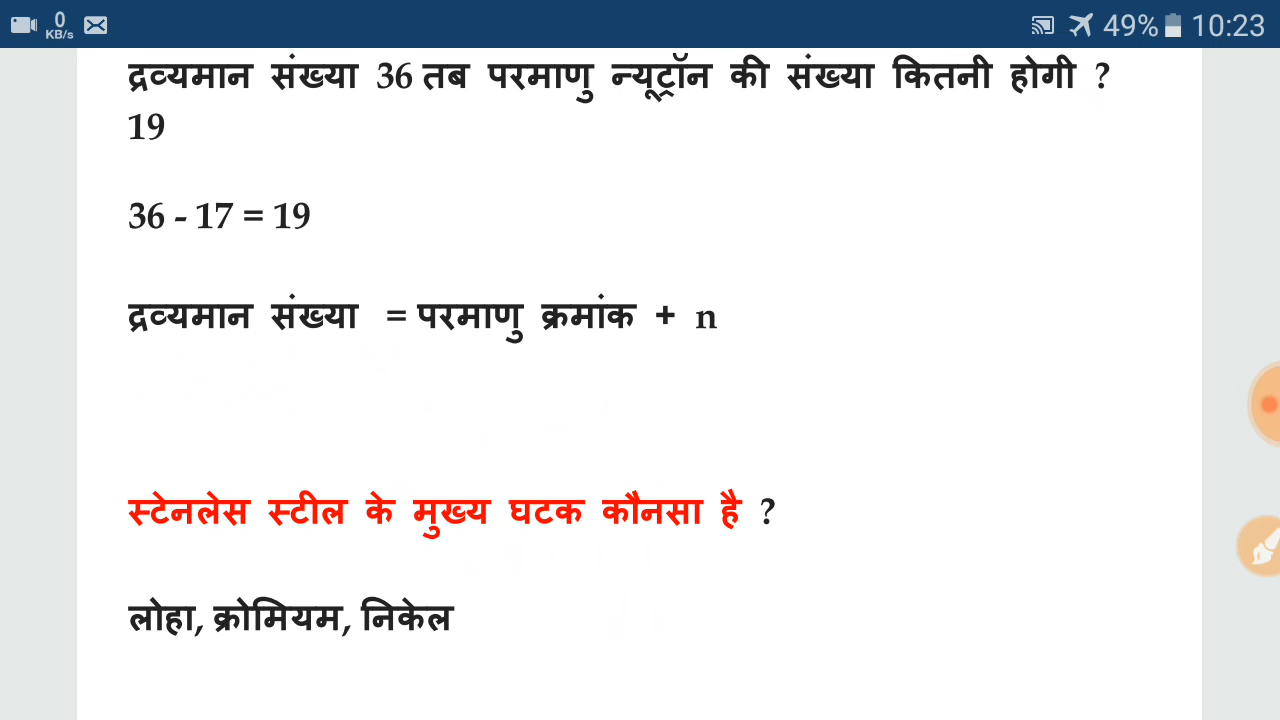 0
KB/s
49% 10:23
द्रव्यमान संख्या 36 तब परमाणु न्यूट्रॉन की संख्या कितनी होगी ?
19
36 - 17 = 19
द्रव्यमान संख्या = परमाणु क्रमांक + n
स्टेनलेस स्टील के मुख्य घटक कौनसा है ?
लोहा, क्रोमियम, निकेल